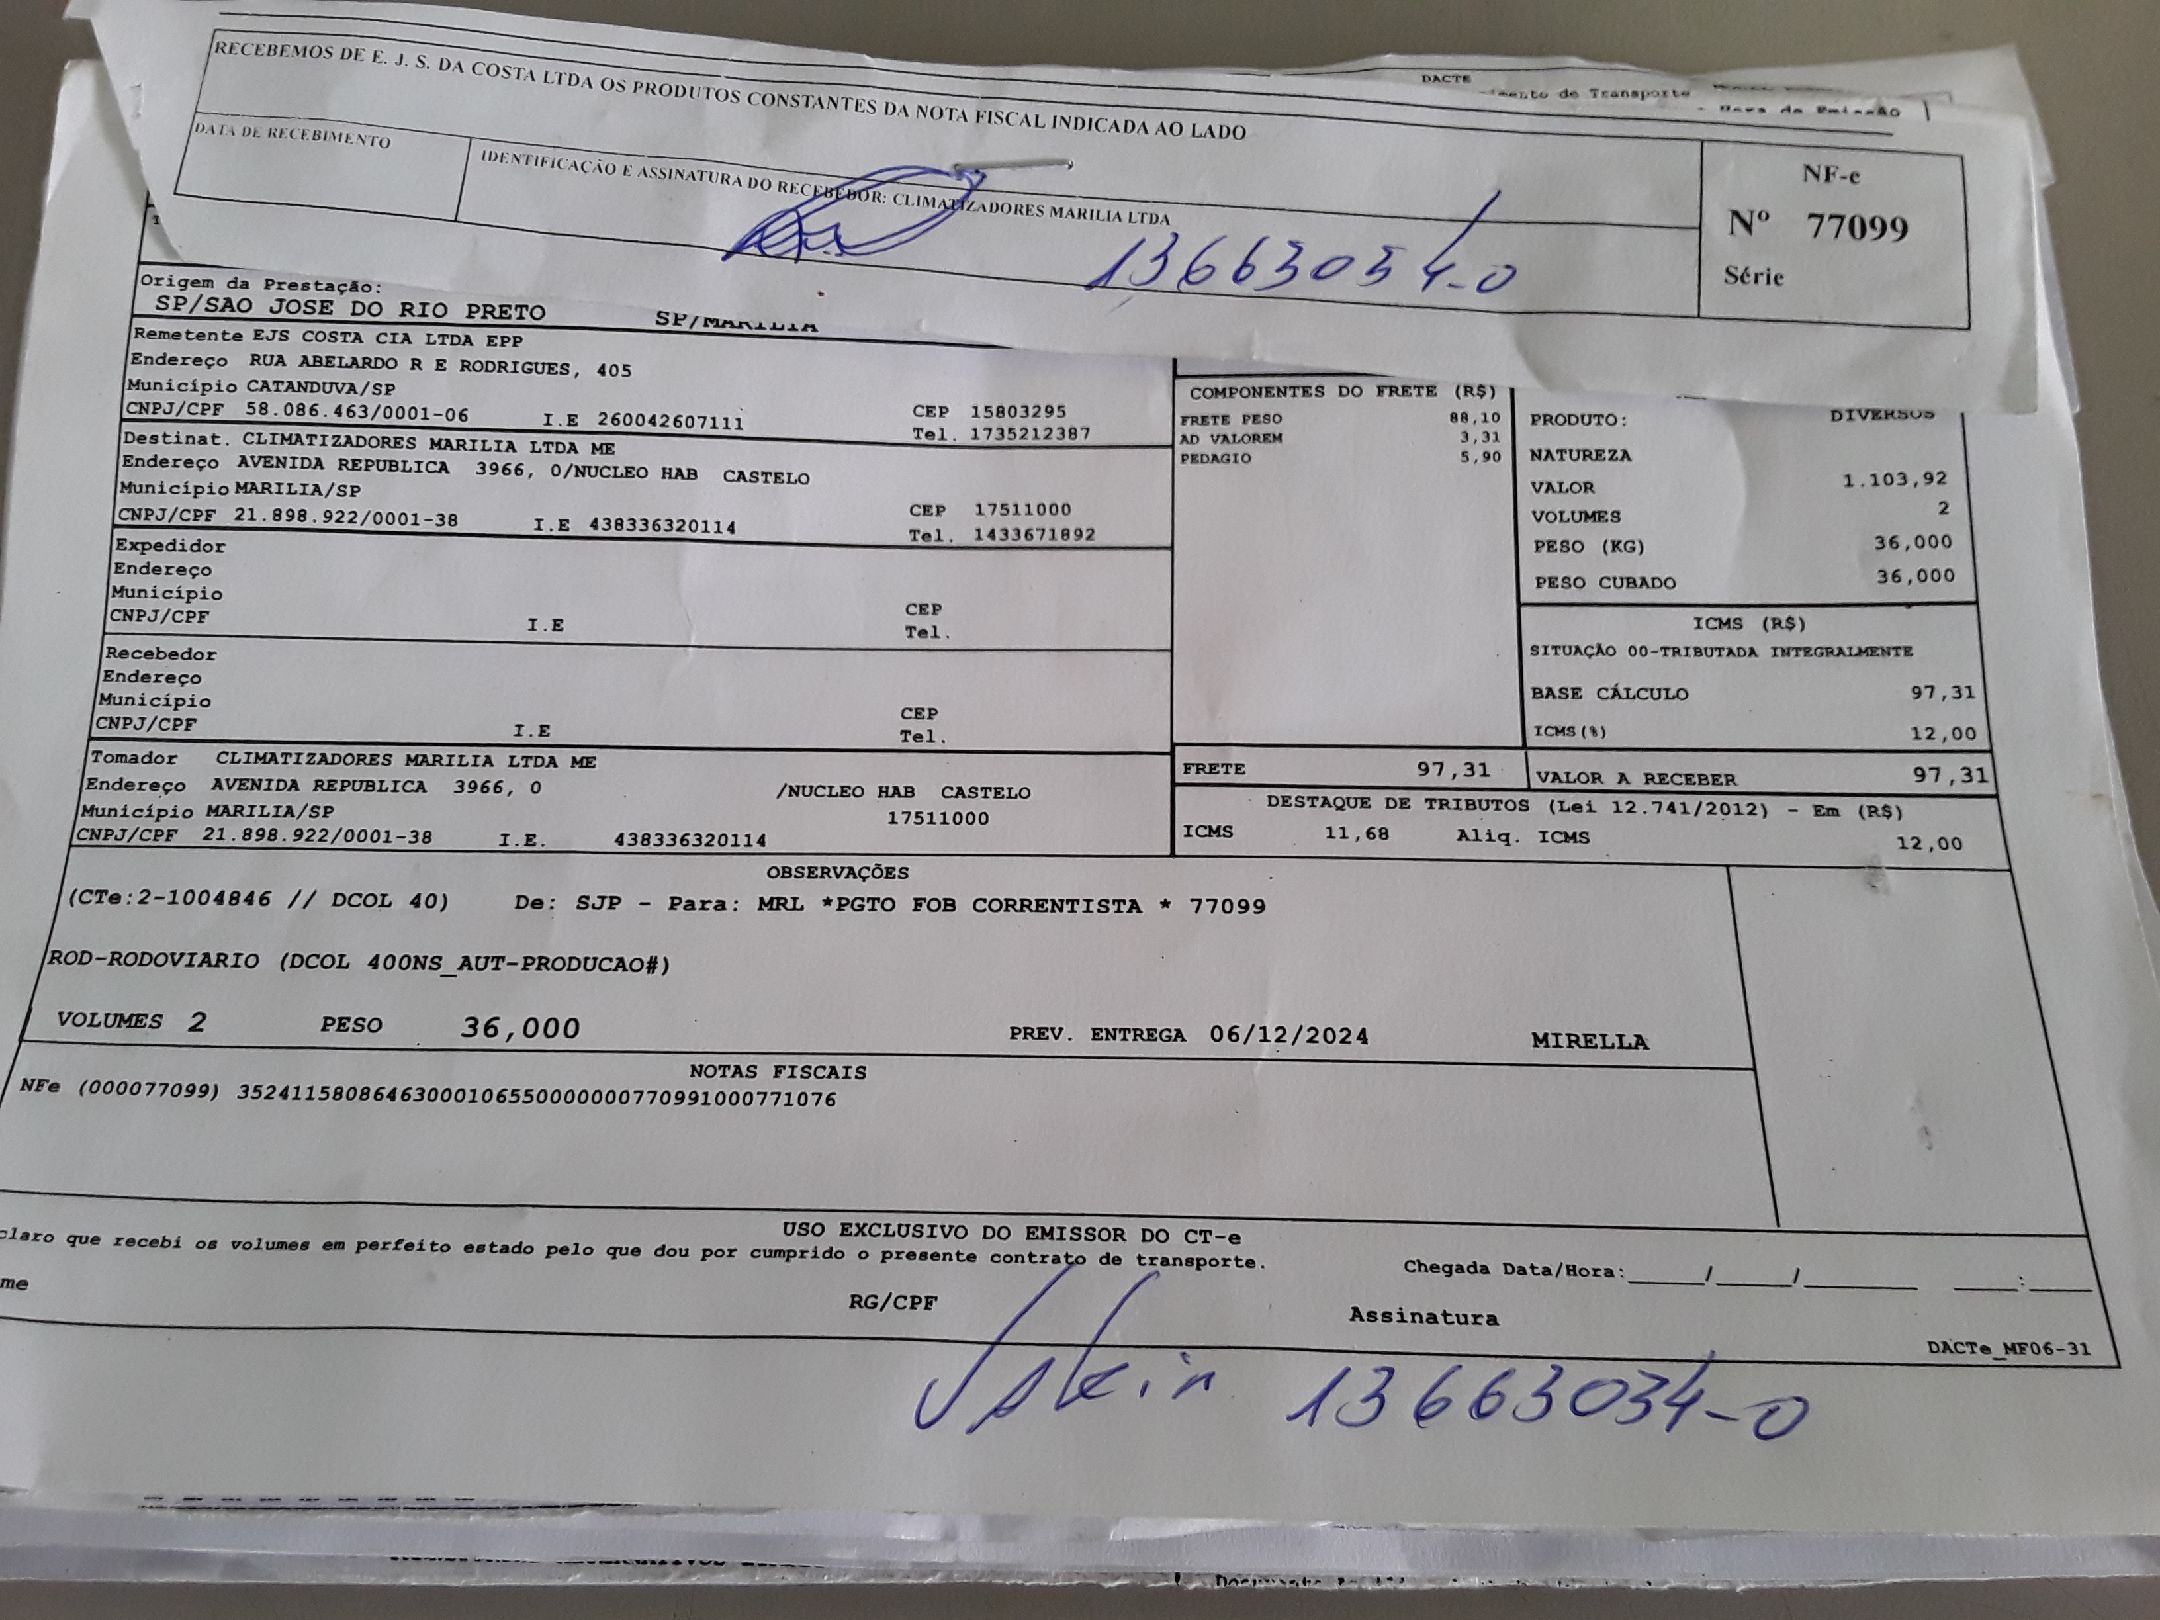 DACTE
mento de Transporte
RECEBEMOS DE E. J. S. DA COSTA LTDA OS PRODUTOS CONSTANTES DA NOTA FISCAL INDICADA AO LADO
DATA DE RECEBIMENTO
IDENTIFICAÇÃO E ASSINATURA DO RECEBEDOR: CLIMATIZADORES MARILIA LTDA
NF-e
Nº 77099
Série
13663034-0
Origem da Prestação:
SP/SAO JOSE DO RIO PRETO SP/MARILIA
Remetente EJS COSTA CIA LTDA EPP
Endereço RUA ABELARDO R E RODRIGUES, 405
Município CATANDUVA/SP
CEP 15803295
CNPJ/CPF 58.086.463/0001-06 I.E 260042607111
Tel. 1735212387
Destinat. CLIMATIZADORES MARILIA LTDA ME
Endereço AVENIDA REPUBLICA 3966, 0/NUCLEO HAB CASTELO
Município MARILIA/SP
CEP 17511000
CNPJ/CPF 21.898.922/0001-38 I.E 438336320114
Tel. 1433671892
Expedidor
Endereço
Município
CEP
CNPJ/CPF I.E
Tel.
Recebedor
Endereço
Município
CEP
CNPJ/CPF I.E
Tel.
Tomador CLIMATIZADORES MARILIA LTDA ME
Endereço AVENIDA REPUBLICA 3966, 0 /NUCLEO HAB CASTELO
Município MARILIA/SP 17511000
CNPJ/CPF 21.898.922/0001-38 I.E. 438336320114
COMPONENTES DO FRETE (R$)
FRETE PESO 88,10
AD VALOREM 3,31
PEDAGIO 5,90
PRODUTO: DIVERSOS
NATUREZA
VALOR 1.103,92
VOLUMES 2
PESO (KG) 36,000
PESO CUBADO 36,000
ICMS (R$)
SITUAÇÃO 00-TRIBUTADA INTEGRALMENTE
BASE CÁLCULO 97,31
ICMS(%) 12,00
FRETE 97,31 VALOR A RECEBER 97,31
DESTAQUE DE TRIBUTOS (Lei 12.741/2012) - Em (R$)
ICMS 11,68 Aliq. ICMS 12,00
OBSERVAÇÕES
(CTe:2-1004846 // DCOL 40) De: SJP - Para: MRL *PGTO FOB CORRENTISTA * 77099
ROD-RODOVIARIO (DCOL 400NS_AUT-PRODUCAO#)
VOLUMES 2 PESO 36,000 PREV. ENTREGA 06/12/2024 MIRELLA
NOTAS FISCAIS
NFe (000077099) 35241158086463000106550000000770991000771076
USO EXCLUSIVO DO EMISSOR DO CT-e
claro que recebi os volumes em perfeito estado pelo que dou por cumprido o presente contrato de transporte.
Chegada Data/Hora:_____/_____/_______ ____:____
me RG/CPF Assinatura
DACTe_MF06-31
13663034-0